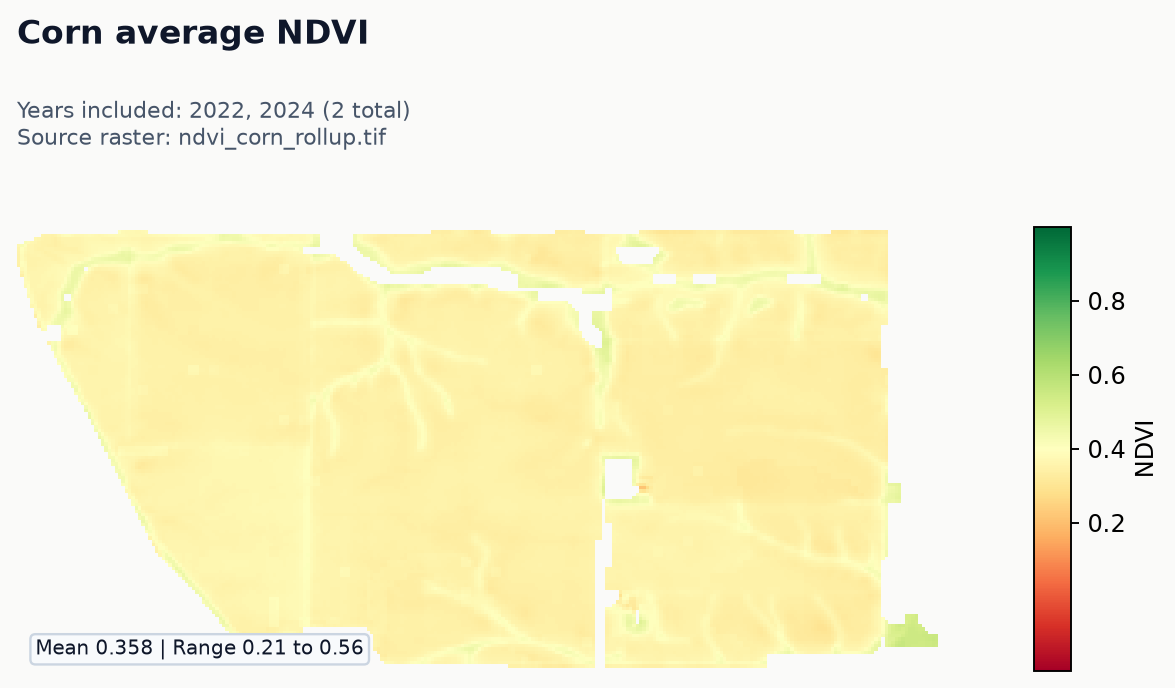 Corn average NDVI
Years included: 2022, 2024 (2 total)
Source raster: ndvi_corn_rollup.tif
0.8
0.6
0.4
0.2
NDVI
Mean 0.358 | Range 0.21 to 0.56